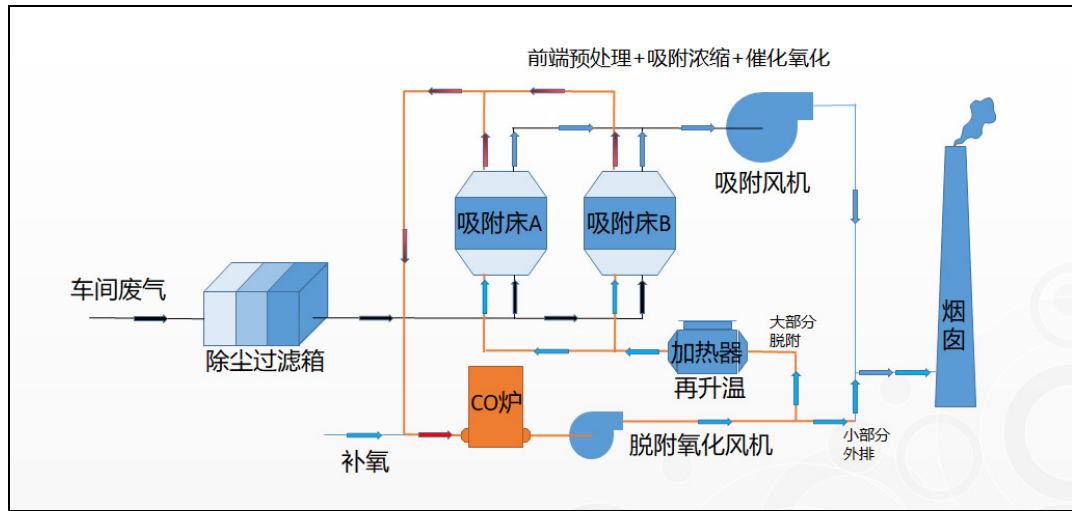 前端预处理+吸附浓缩+催化氧化
吸附风机
吸附床A
吸附床B
车间废气
除尘过滤箱
大部分
脱附
加热器
再升温
烟
囱
CO炉
补氧
脱附氧化风机
小部分
外排